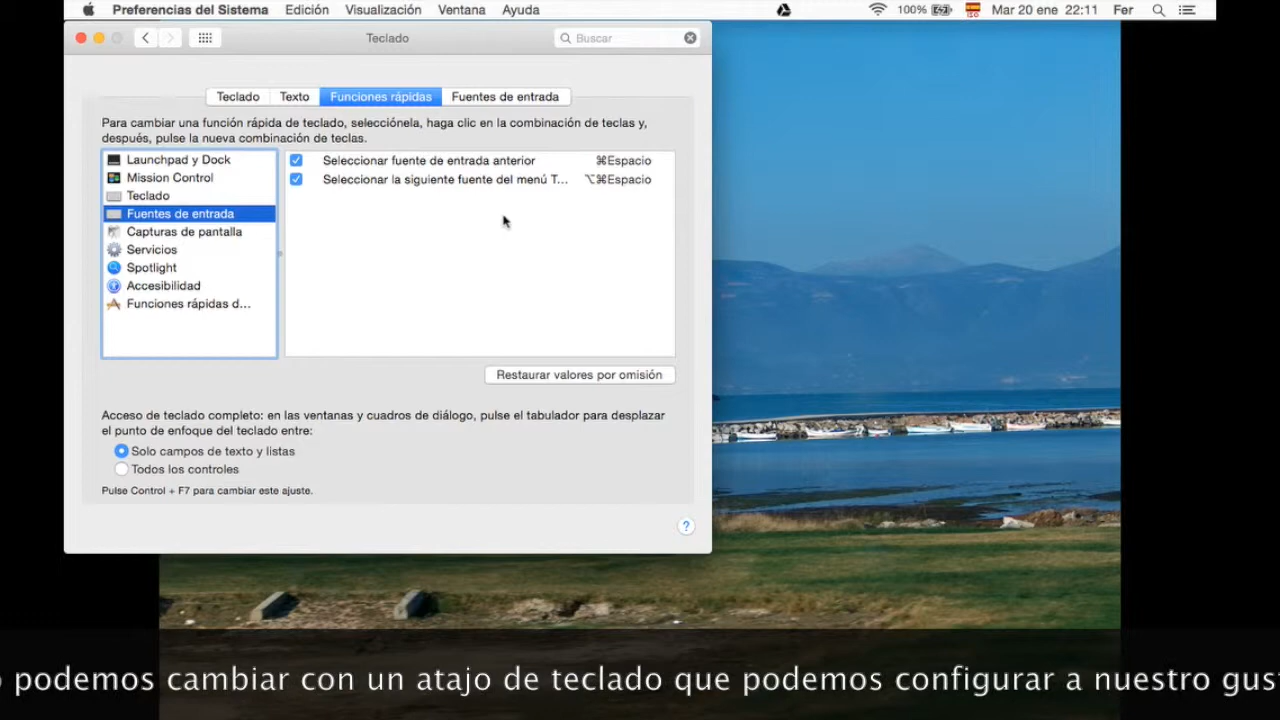 Preferencias del Sistema Edición Visualización Ventana Ayuda 100% ISO Mar 20 ene 22:11 Fer
Teclado
Buscar
Teclado Texto Funciones rápidas Fuentes de entrada
Para cambiar una función rápida de teclado, selecciónela, haga clic en la combinación de teclas y,
después, pulse la nueva combinación de teclas.
Launchpad y Dock
Mission Control
Teclado
Fuentes de entrada
Capturas de pantalla
Servicios
Spotlight
Accesibilidad
Funciones rápidas d...
Seleccionar fuente de entrada anterior ⌘Espacio
Seleccionar la siguiente fuente del menú T... ⌥⌘Espacio
Restaurar valores por omisión
Acceso de teclado completo: en las ventanas y cuadros de diálogo, pulse el tabulador para desplazar
el punto de enfoque del teclado entre:
Solo campos de texto y listas
Todos los controles
Pulse Control + F7 para cambiar este ajuste.
?
o podemos cambiar con un atajo de teclado que podemos configurar a nuestro gus